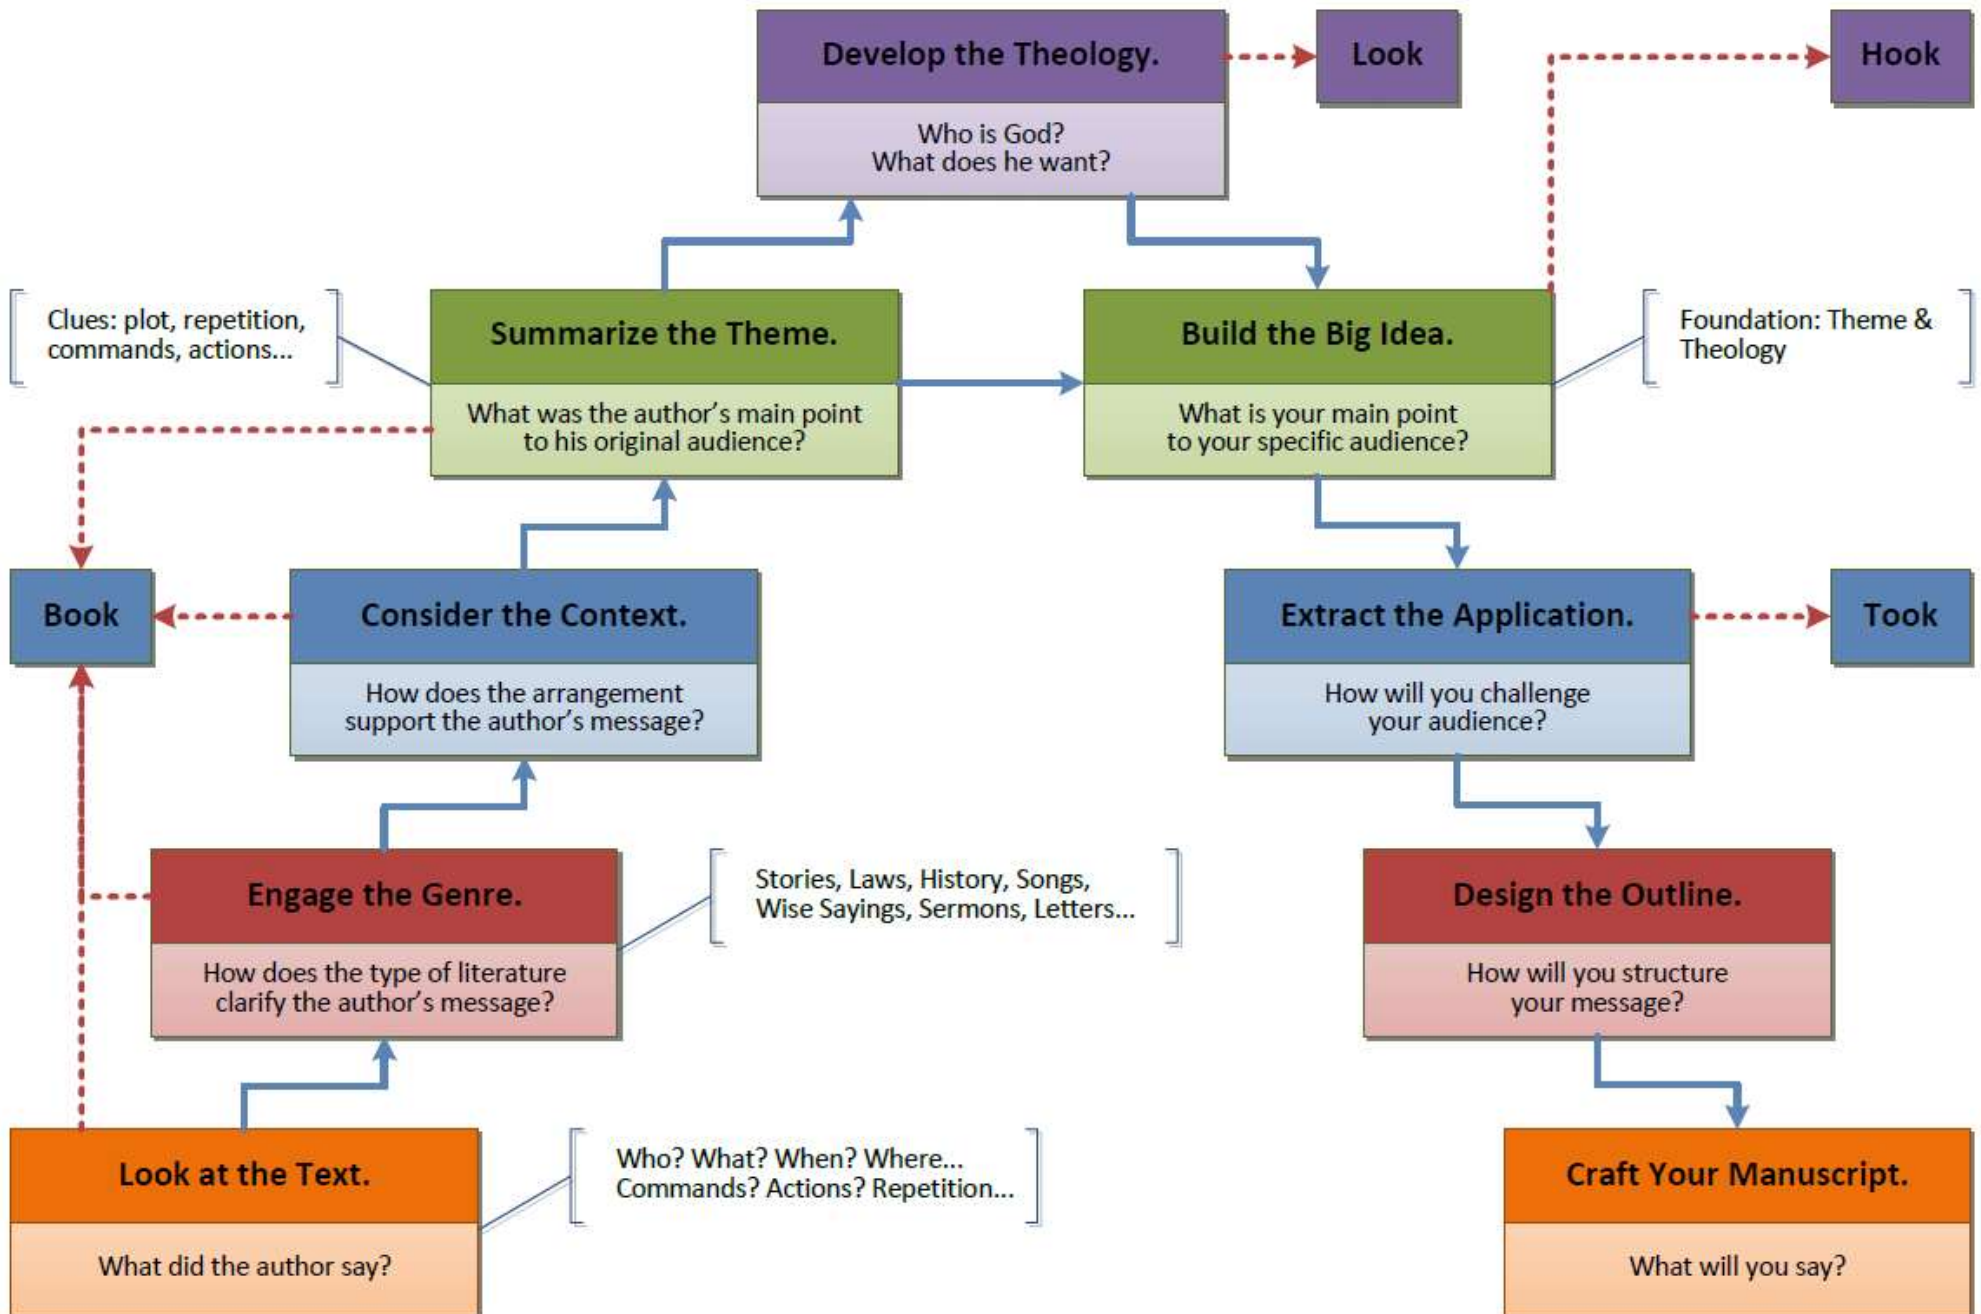 Develop the Theology.
Look
Hook
Who is God?
What does he want?
Clues: plot, repetition,
commands, actions...
Summarize the Theme.
What was the author’s main point
to his original audience?
Build the Big Idea.
What is your main point
to your specific audience?
Foundation: Theme &
Theology
Book
Consider the Context.
How does the arrangement
support the author’s message?
Extract the Application.
How will you challenge
your audience?
Took
Engage the Genre.
How does the type of literature
clarify the author’s message?
Stories, Laws, History, Songs,
Wise Sayings, Sermons, Letters...
Design the Outline.
How will you structure
your message?
Look at the Text.
What did the author say?
Who? What? When? Where...
Commands? Actions? Repetition...
Craft Your Manuscript.
What will you say?